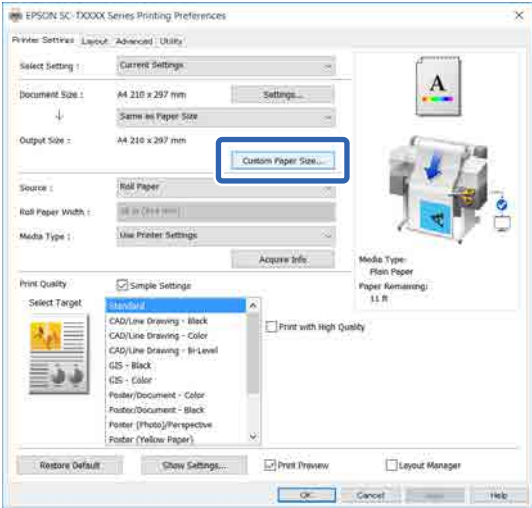 EPSON SC-TXXXX Series Printing Preferences
Printer Settings Layout Advanced Utility
Select Setting : Current Settings
Document Size : A4 210 x 297 mm Settings...
Same as Paper Size
Output Size : A4 210 x 297 mm
Custom Paper Size...
Source : Roll Paper
Roll Paper Width :
Media Type : Use Printer Settings
Acquire Info
Media Type:
Plain Paper
Paper Remaining:
11 ft
Print Quality Simple Settings
Select Target
Standard
CAD/Line Drawing - Black
CAD/Line Drawing - Color
CAD/Line Drawing - Bi-Level
GIS - Black
GIS - Color
Poster/Document - Color
Poster/Document - Black
Poster (Photo)/Perspective
Poster (Yellow Paper)
Print with High Quality
A
Restore Default Show Settings... Print Preview Layout Manager
OK Cancel Help